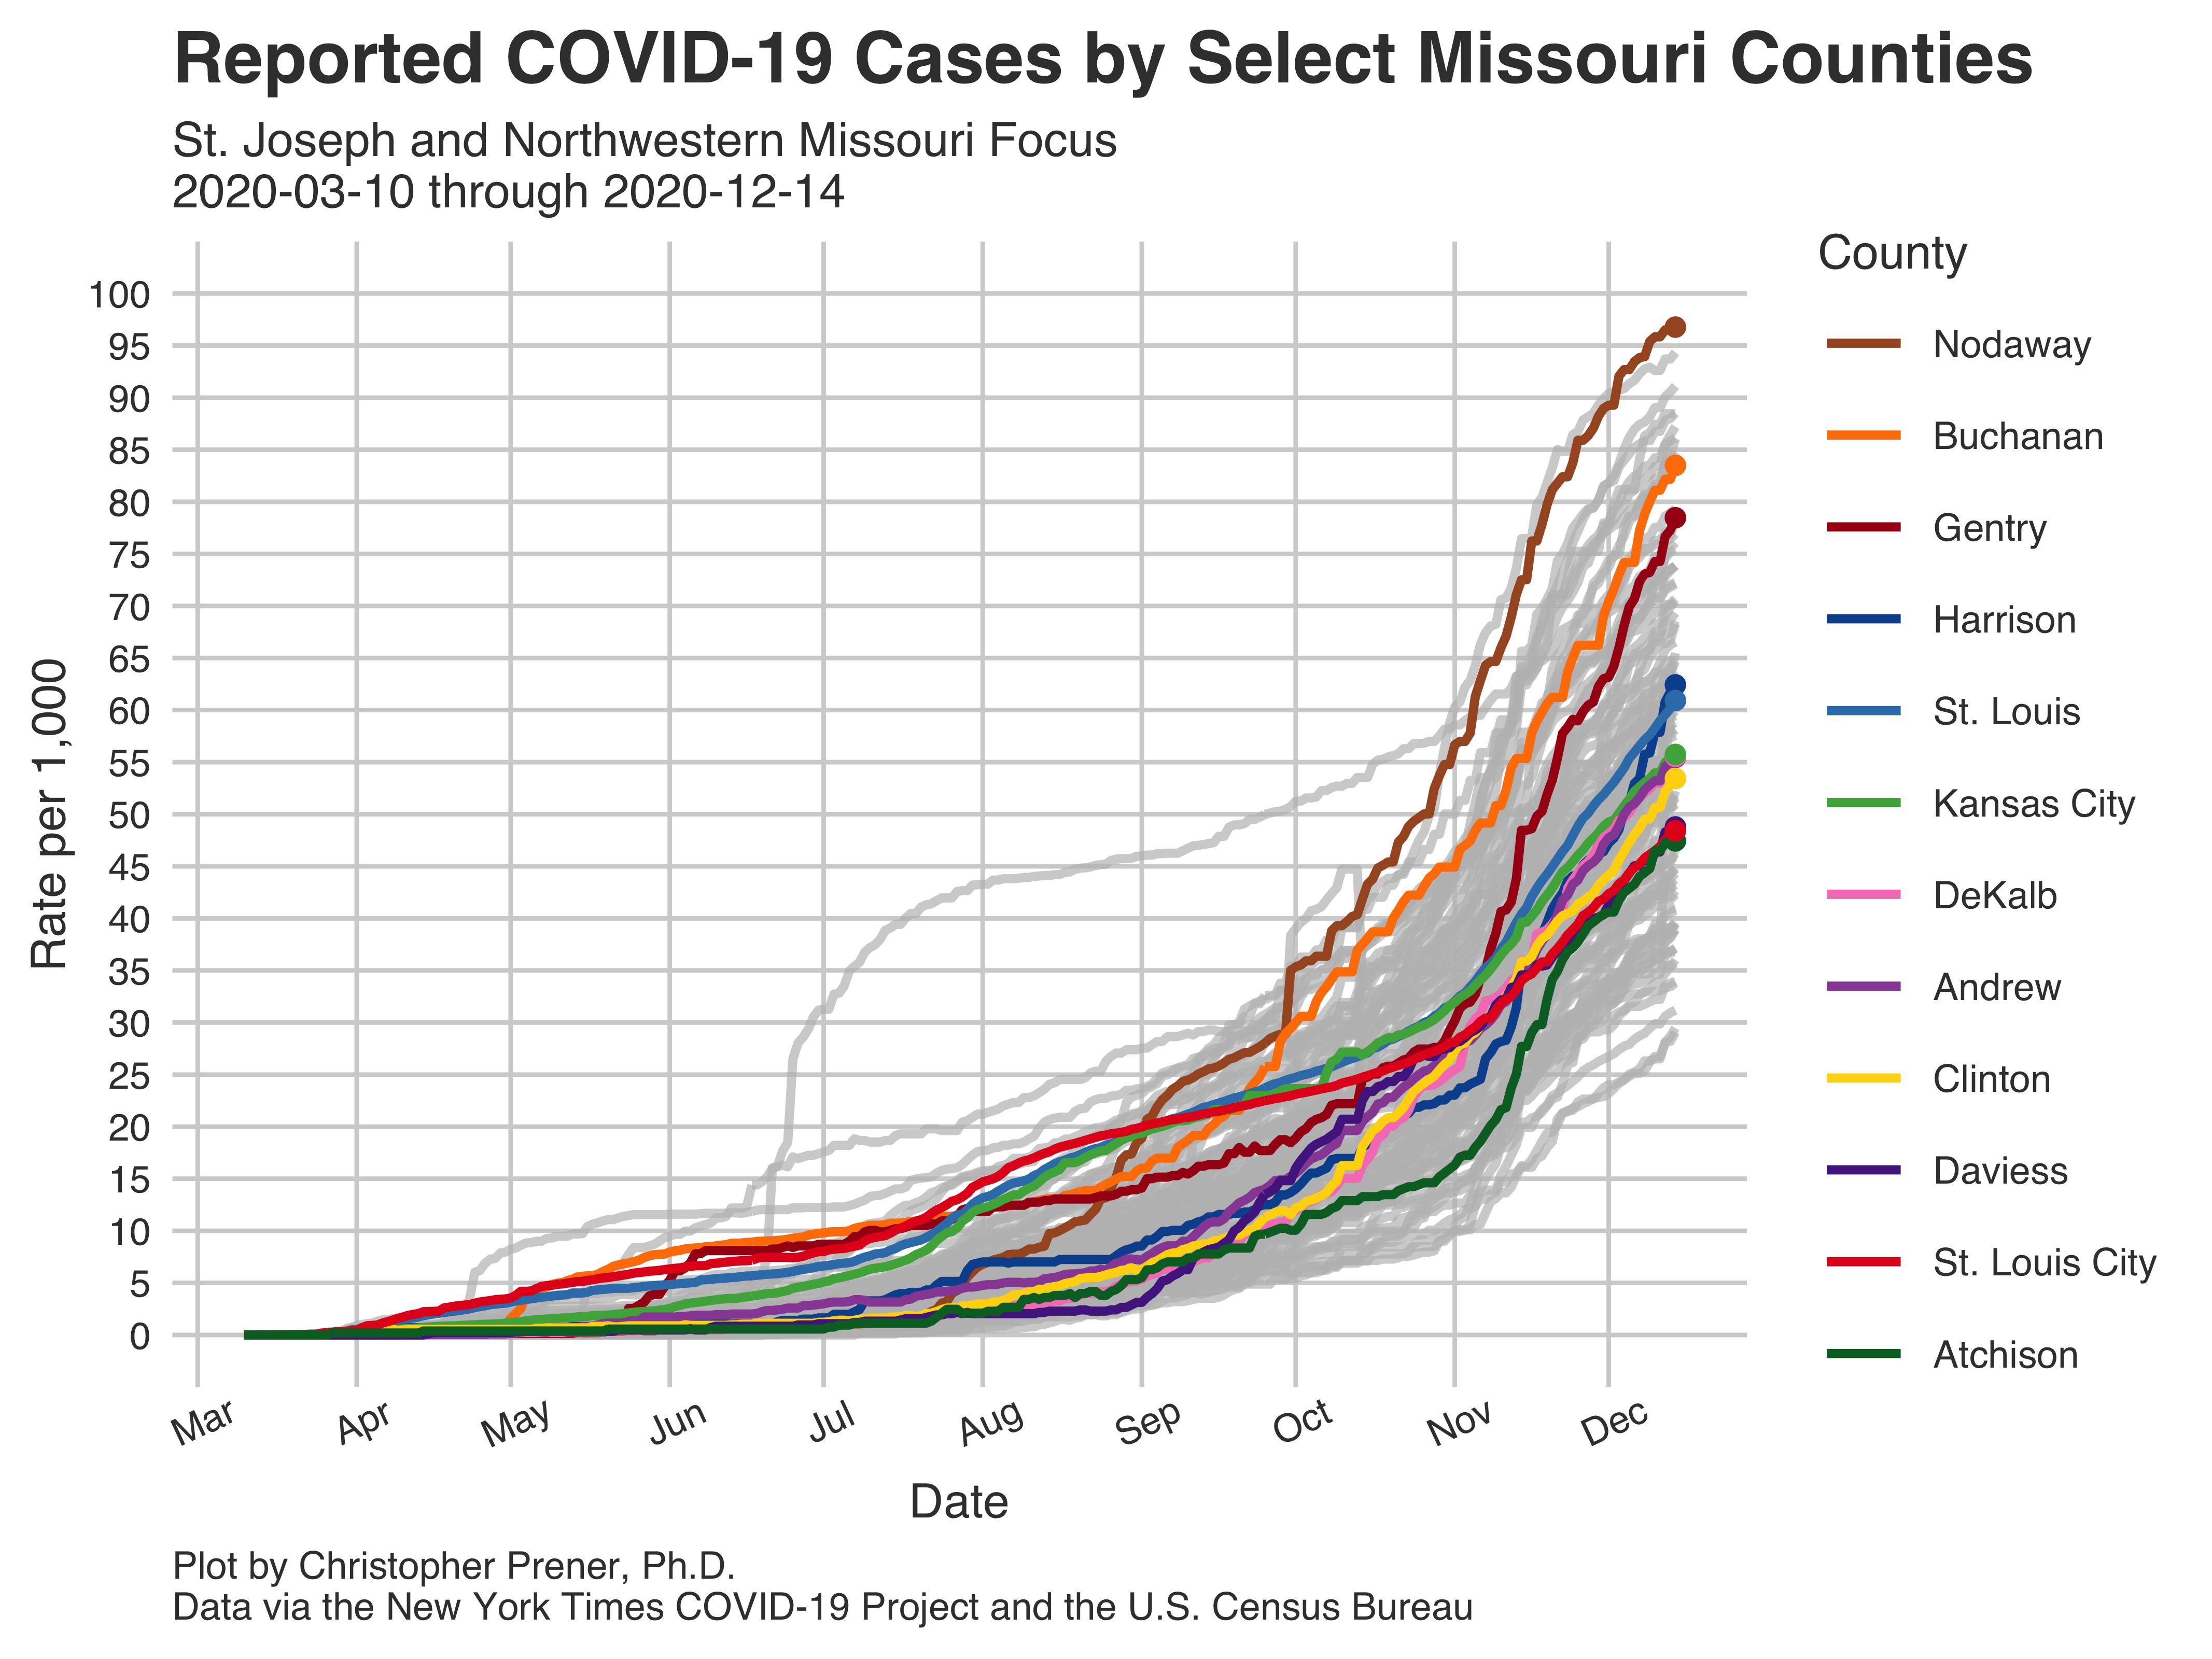 Reported COVID-19 Cases by Select Missouri Counties
St. Joseph and Northwestern Missouri Focus
2020-03-10 through 2020-12-14
County
Nodaway
Buchanan
Gentry
Harrison
St. Louis
Kansas City
DeKalb
Andrew
Clinton
Daviess
St. Louis City
Atchison
Rate per 1,000
100
95
90
85
80
75
70
65
60
55
50
45
40
35
30
25
20
15
10
5
0
Mar Apr May Jun Jul Aug Sep Oct Nov Dec
Date
Plot by Christopher Prener, Ph.D.
Data via the New York Times COVID-19 Project and the U.S. Census Bureau